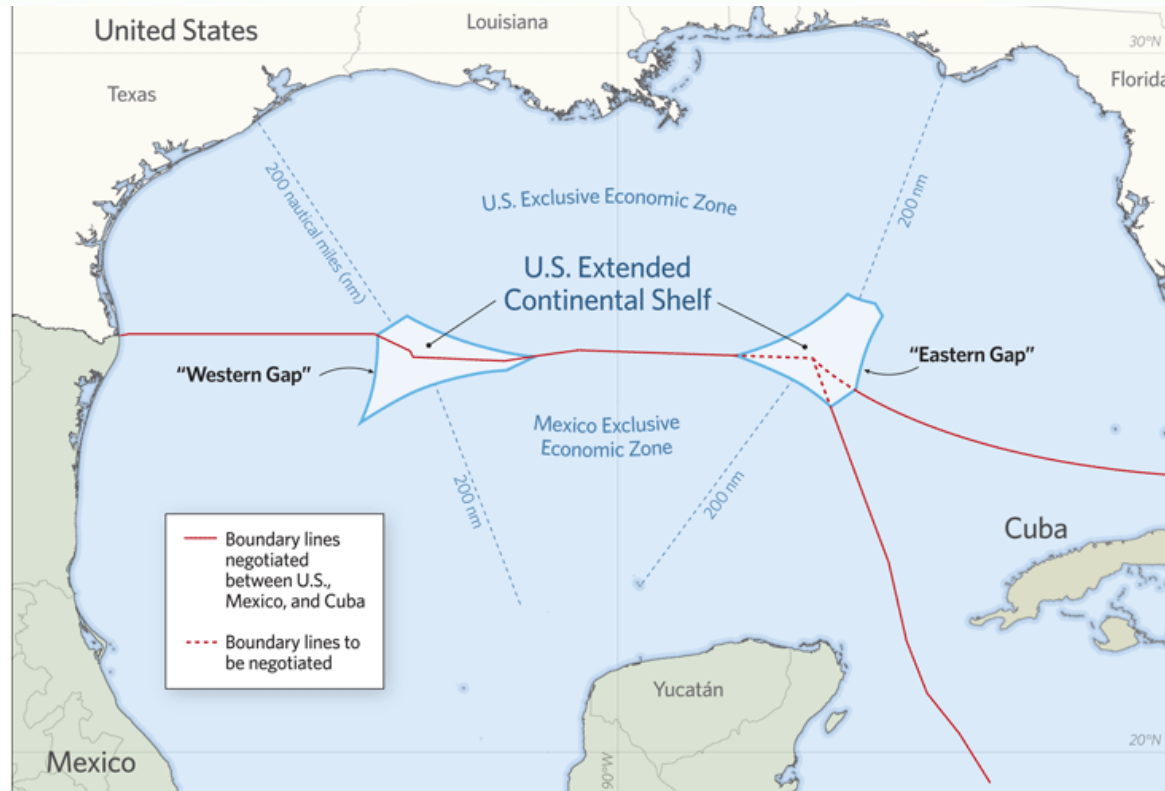 United States
Louisiana
30°N
Texas
Florida
200 nautical miles (nm)
U.S. Exclusive Economic Zone
200 nm
U.S. Extended
Continental Shelf
"Western Gap"
"Eastern Gap"
Mexico Exclusive
Economic Zone
200 nm
200 nm
Boundary lines
negotiated
between U.S.,
Mexico, and Cuba
Boundary lines to
be negotiated
Cuba
Yucatán
Mexico
90°W
20°N